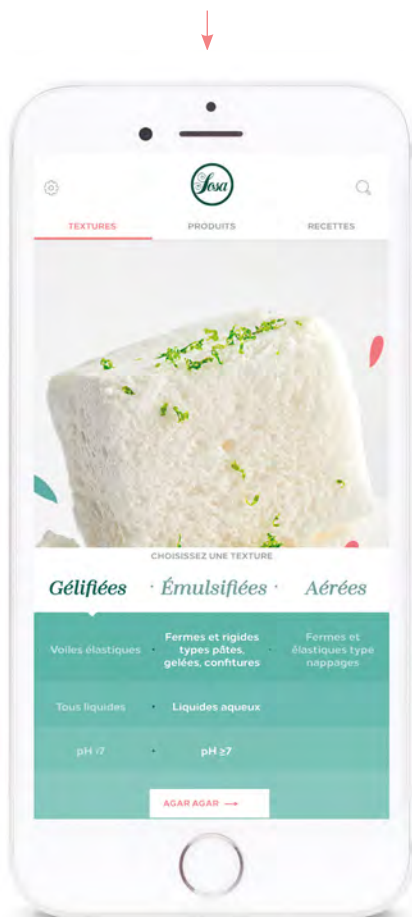 Sosa
TEXTURES PRODUITS RECETTES
CHOISISSEZ UNE TEXTURE
Gélifiées · Émulsifiées · Aérées
Voiles élastiques · Fermes et rigides types pâtes, gelées, confitures · Fermes et élastiques type nappages
Tous liquides · Liquides aqueux
pH · pH ≥7
AGAR AGAR →